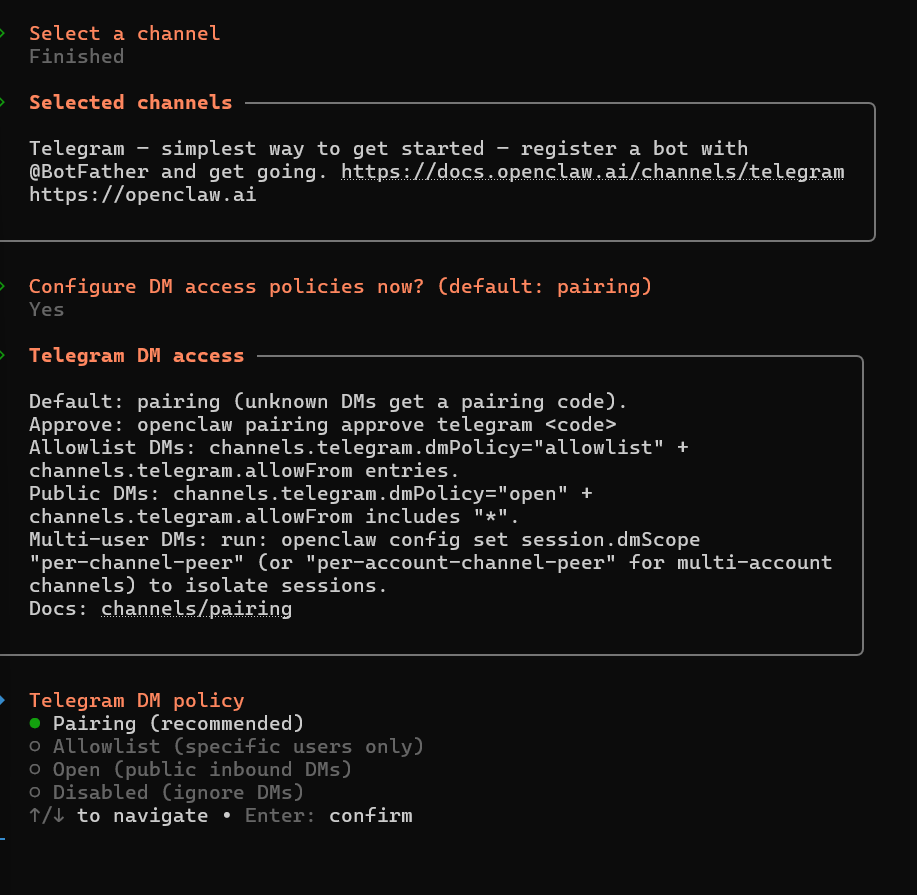 Select a channel
Finished
Selected channels
Telegram — simplest way to get started — register a bot with
@BotFather and get going. https://docs.openclaw.ai/channels/telegram
https://openclaw.ai
Configure DM access policies now? (default: pairing)
Yes
Telegram DM access
Default: pairing (unknown DMs get a pairing code).
Approve: openclaw pairing approve telegram <code>
Allowlist DMs: channels.telegram.dmPolicy="allowlist" +
channels.telegram.allowFrom entries.
Public DMs: channels.telegram.dmPolicy="open" +
channels.telegram.allowFrom includes "*".
Multi-user DMs: run: openclaw config set session.dmScope
"per-channel-peer" (or "per-account-channel-peer" for multi-account
channels) to isolate sessions.
Docs: channels/pairing
Telegram DM policy
● Pairing (recommended)
○ Allowlist (specific users only)
○ Open (public inbound DMs)
○ Disabled (ignore DMs)
↑/↓ to navigate • Enter: confirm